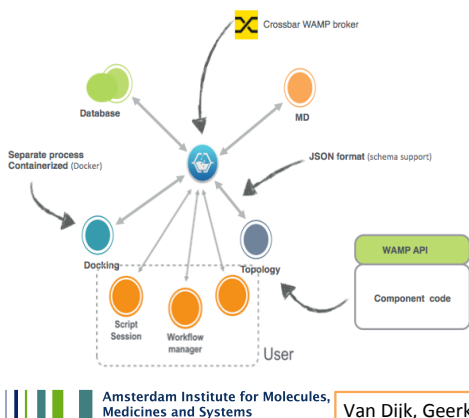 Crossbar WAMP broker
Database
MD
Separate process
Containerized (Docker)
JSON format (schema support)
Docking
Topology
WAMP API
Component code
Script
Session
Workflow
manager
User
Amsterdam Institute for Molecules,
Medicines and Systems
Van Dijk, Geerk